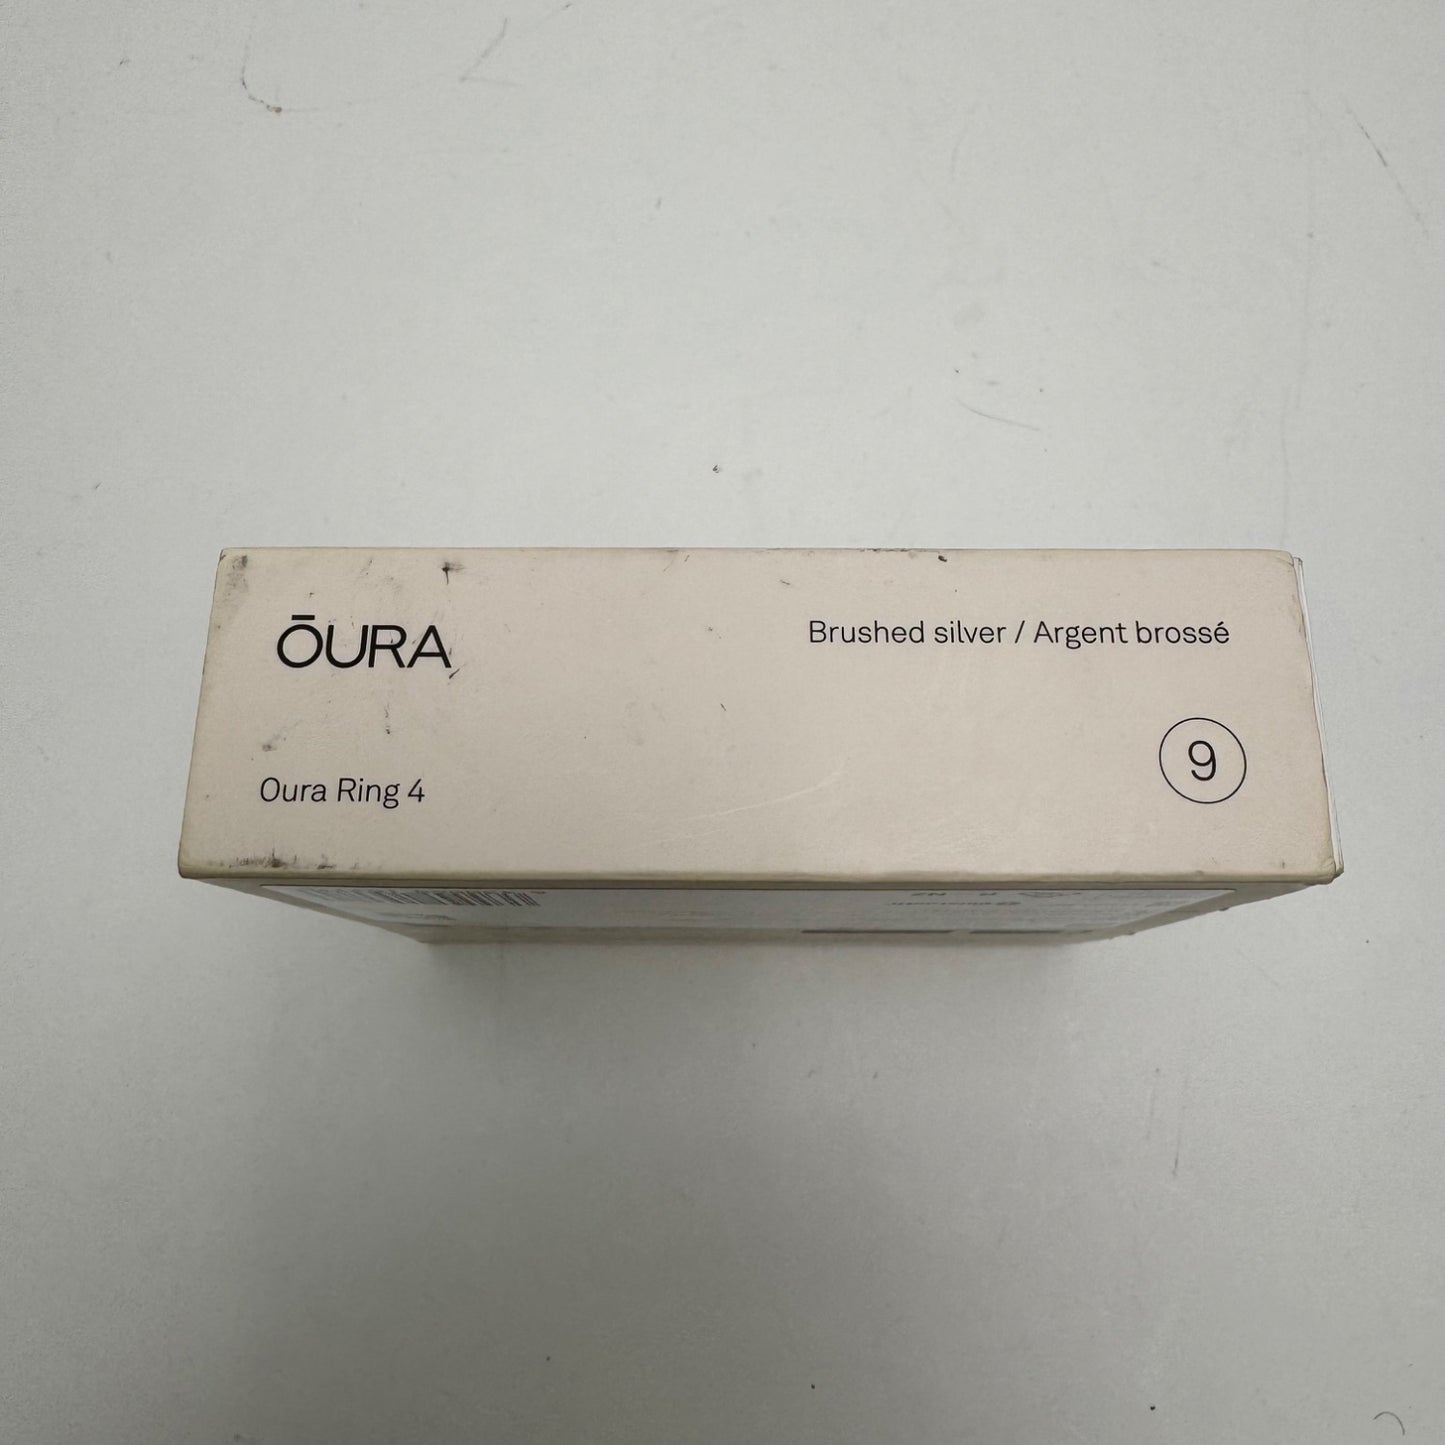 ŌURA
Brushed silver / Argent brossé
9
Oura Ring 4